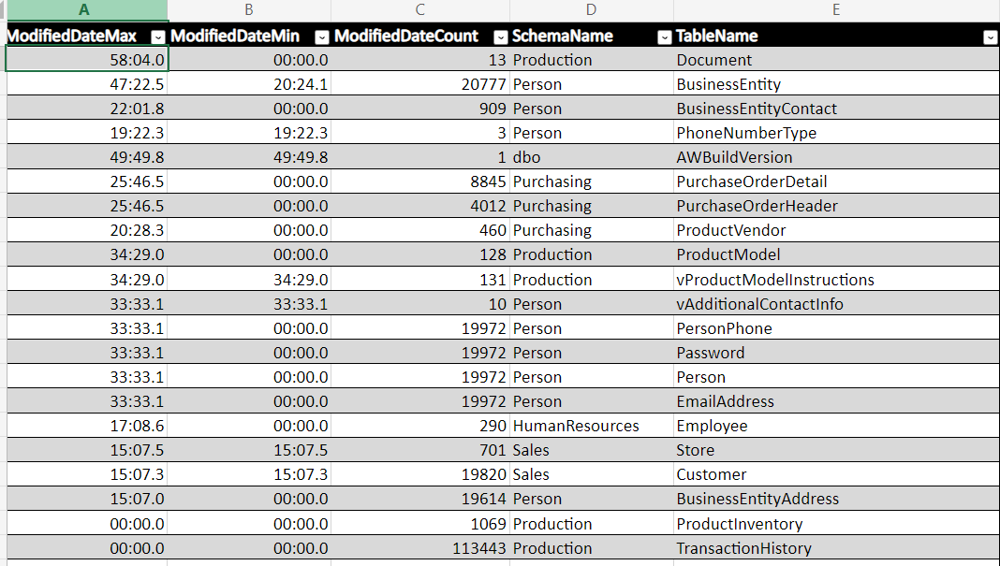 A B C D E
ModifiedDateMax ModifiedDateMin ModifiedDateCount SchemaName TableName
58:04.0 00:00.0 13 Production Document
47:22.5 20:24.1 20777 Person BusinessEntity
22:01.8 00:00.0 909 Person BusinessEntityContact
19:22.3 19:22.3 3 Person PhoneNumberType
49:49.8 49:49.8 1 dbo AWBuildVersion
25:46.5 00:00.0 8845 Purchasing PurchaseOrderDetail
25:46.5 00:00.0 4012 Purchasing PurchaseOrderHeader
20:28.3 00:00.0 460 Purchasing ProductVendor
34:29.0 00:00.0 128 Production ProductModel
34:29.0 34:29.0 131 Production vProductModelInstructions
33:33.1 33:33.1 10 Person vAdditionalContactInfo
33:33.1 00:00.0 19972 Person PersonPhone
33:33.1 00:00.0 19972 Person Password
33:33.1 00:00.0 19972 Person Person
33:33.1 00:00.0 19972 Person EmailAddress
17:08.6 00:00.0 290 HumanResources Employee
15:07.5 15:07.5 701 Sales Store
15:07.3 15:07.3 19820 Sales Customer
15:07.0 00:00.0 19614 Person BusinessEntityAddress
00:00.0 00:00.0 1069 Production ProductInventory
00:00.0 00:00.0 113443 Production TransactionHistory